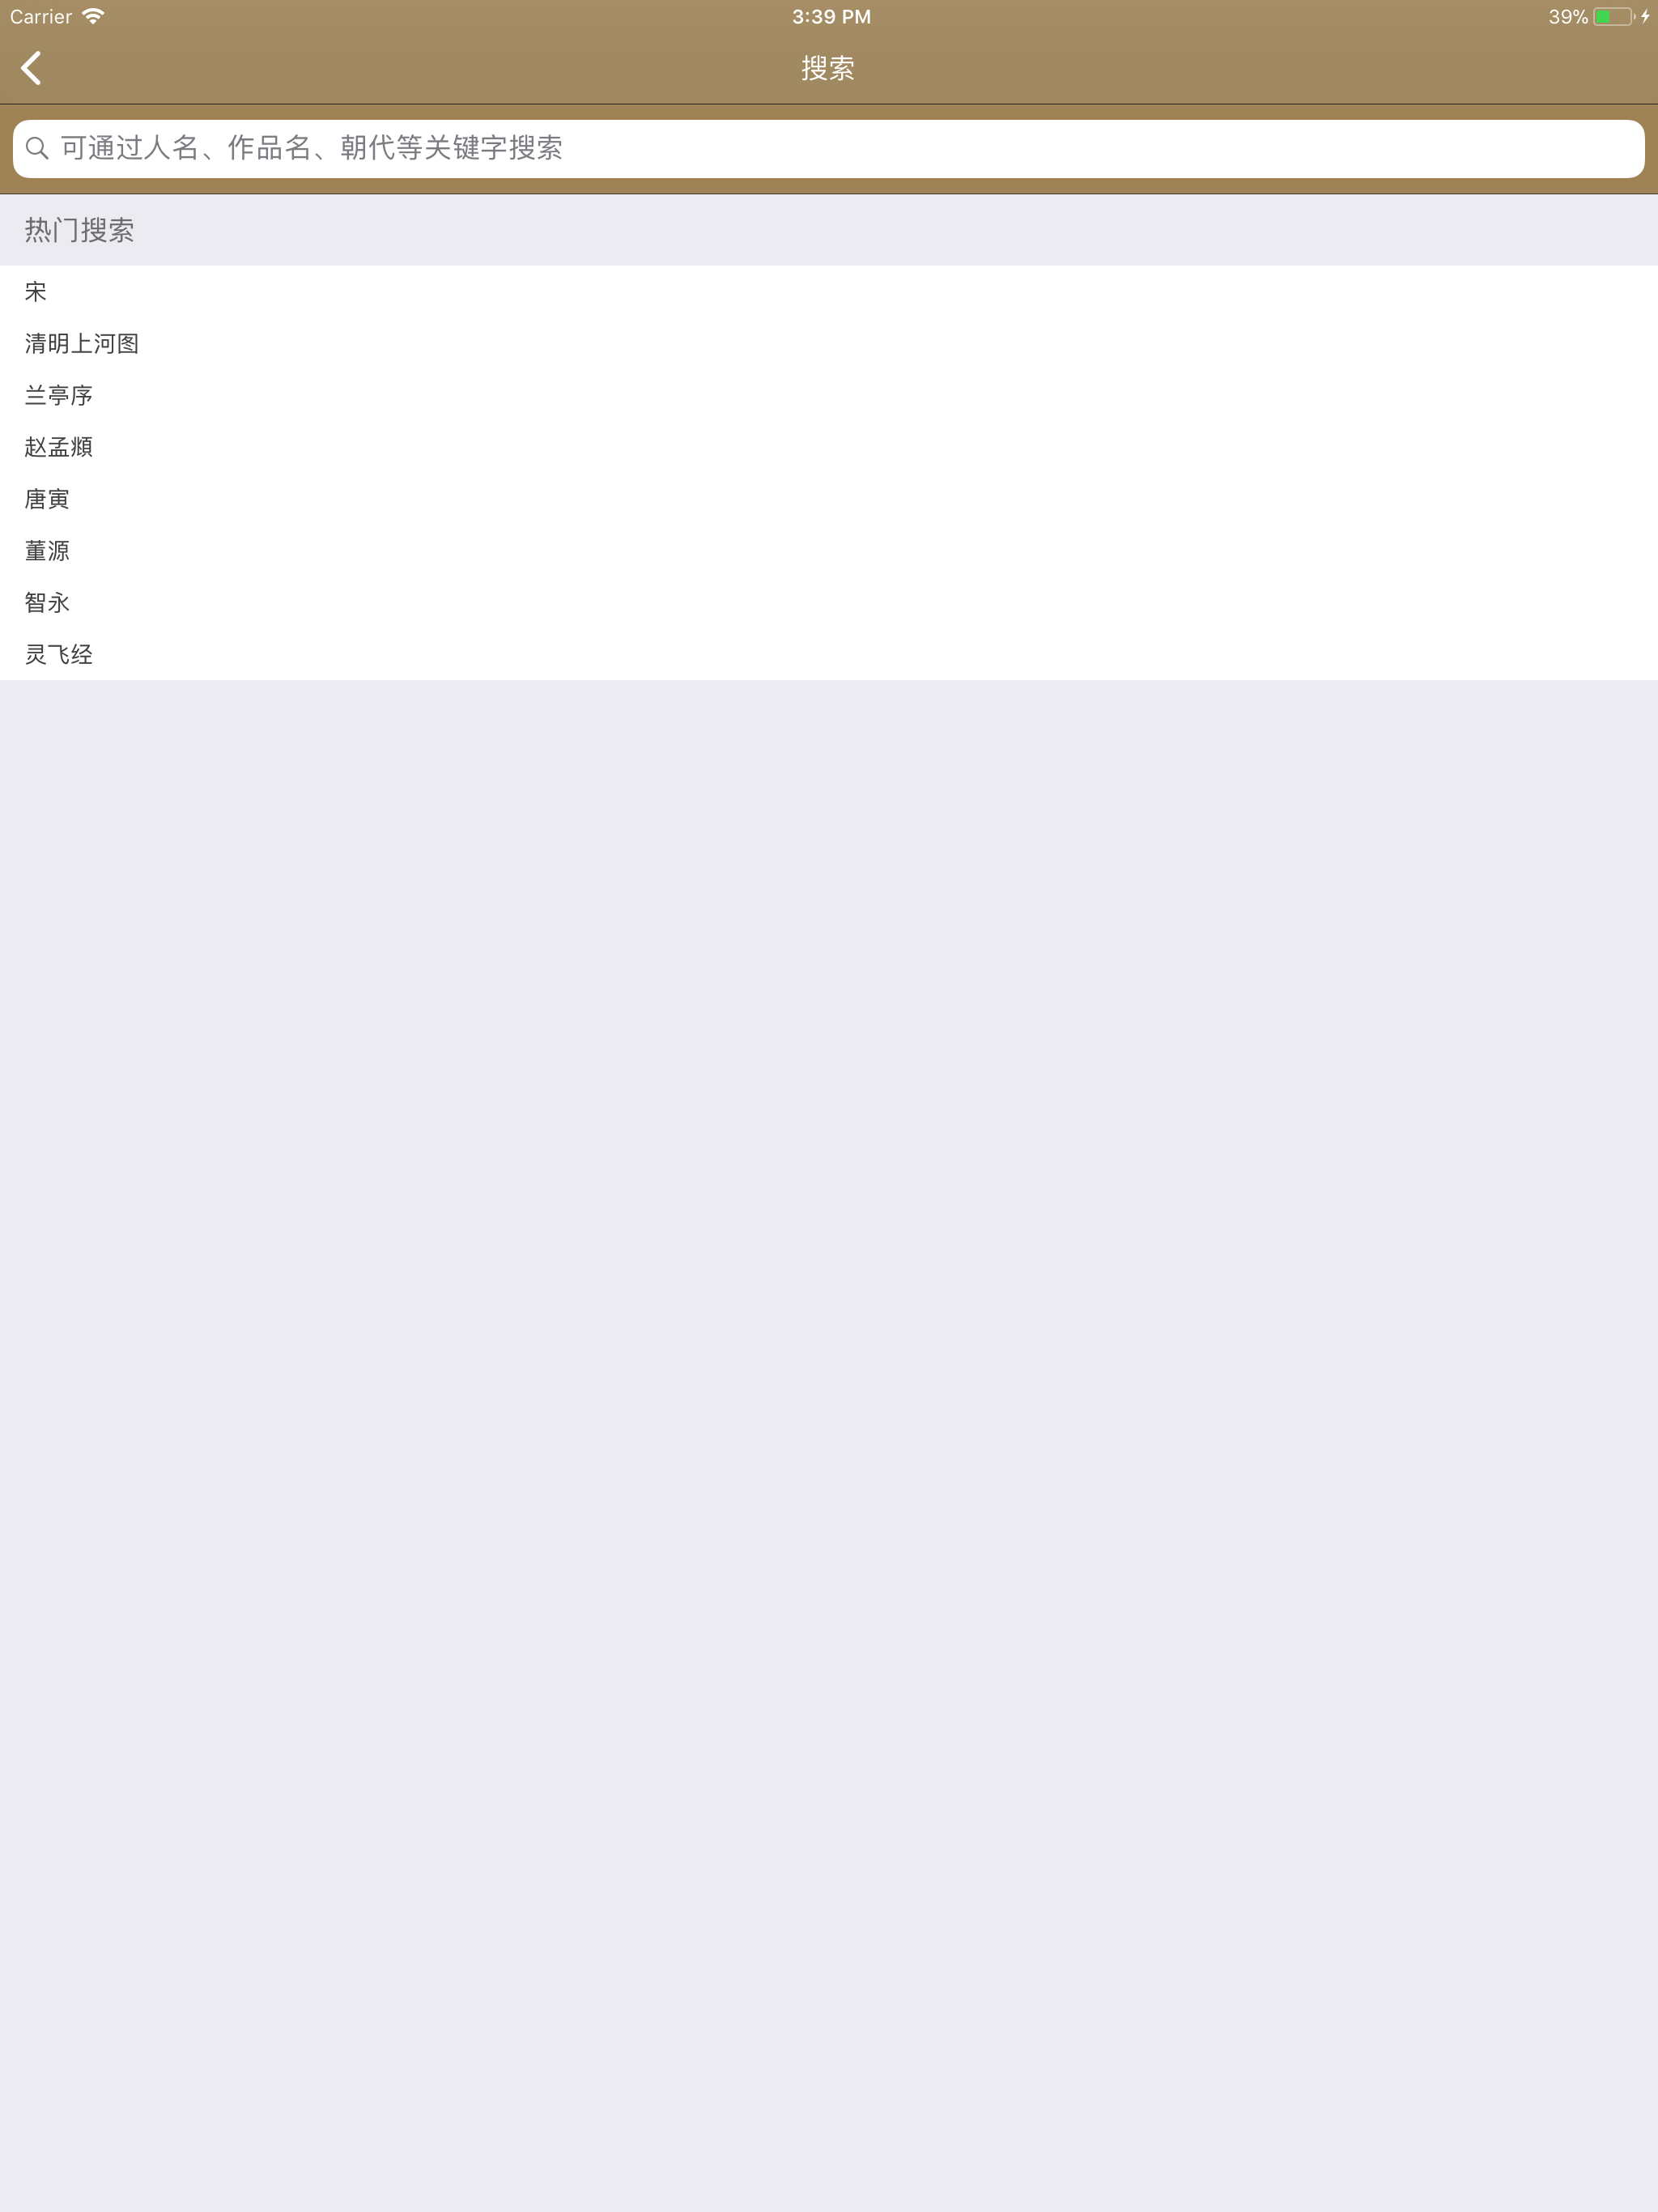 Carrier 3:39 PM 39%
搜索
可通过人名、作品名、朝代等关键字搜索
热门搜索
宋
清明上河图
兰亭序
赵孟頫
唐寅
董源
智永
灵飞经